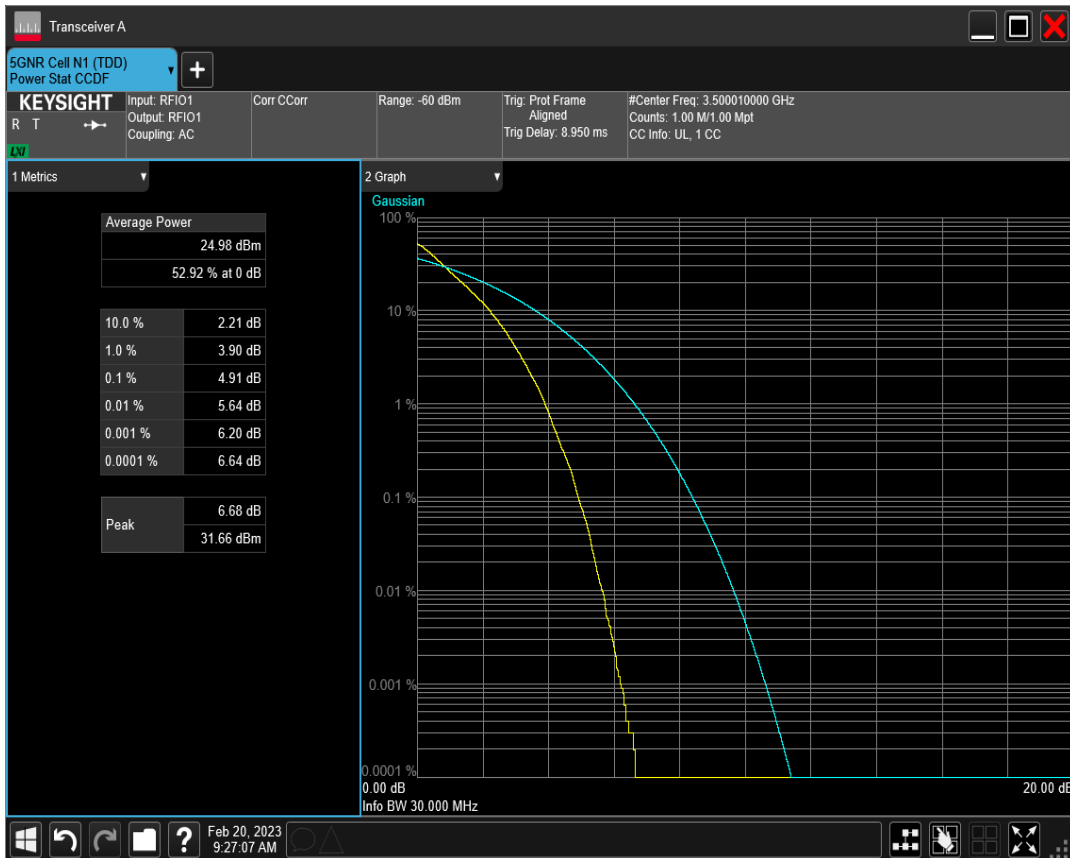 Transceiver A
5GNR Cell N1 (TDD)
Power Stat CCDF
+
KEYSIGHT
R T
LXI
Input: RFIO1
Output: RFIO1
Coupling: AC
Corr CCorr
Range: -60 dBm
Trig: Prot Frame
Aligned
Trig Delay: 8.950 ms
#Center Freq: 3.500010000 GHz
Counts: 1.00 M/1.00 Mpt
CC Info: UL, 1 CC
1 Metrics
Average Power
24.98 dBm
52.92 % at 0 dB
10.0 % 2.21 dB
1.0 % 3.90 dB
0.1 % 4.91 dB
0.01 % 5.64 dB
0.001 % 6.20 dB
0.0001 % 6.64 dB
Peak
6.68 dB
31.66 dBm
2 Graph
Gaussian
100 %
10 %
1 %
0.1 %
0.01 %
0.001 %
0.0001 %
0.00 dB 20.00 dB
Info BW 30.000 MHz
?
Feb 20, 2023
9:27:07 AM